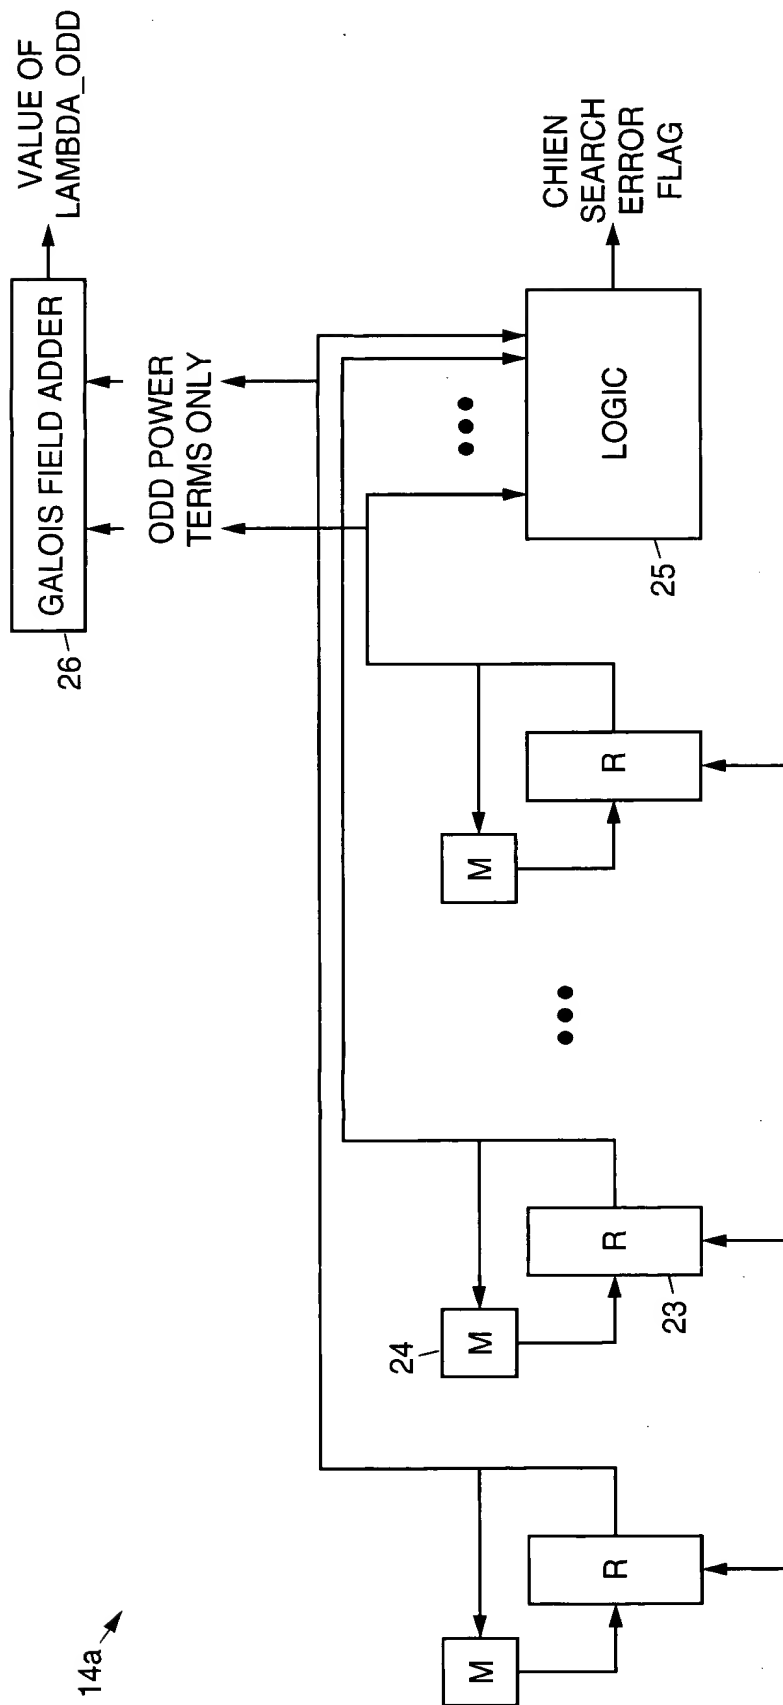 14a
M
R
24
M
R
23
M
R
26
GALOIS FIELD ADDER
VALUE OF
LAMBDA_ODD
ODD POWER
TERMS ONLY
LOGIC
25
CHIEN
SEARCH
ERROR
FLAG